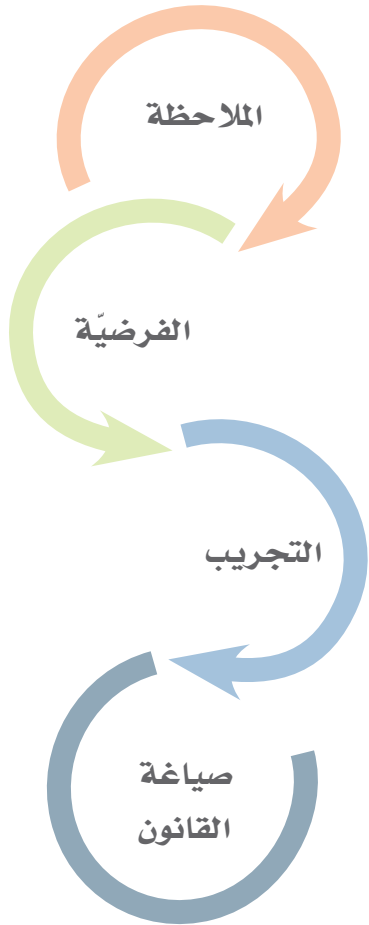 الملاحظة
الفرضيّة
التجريب
صياغة
القانون